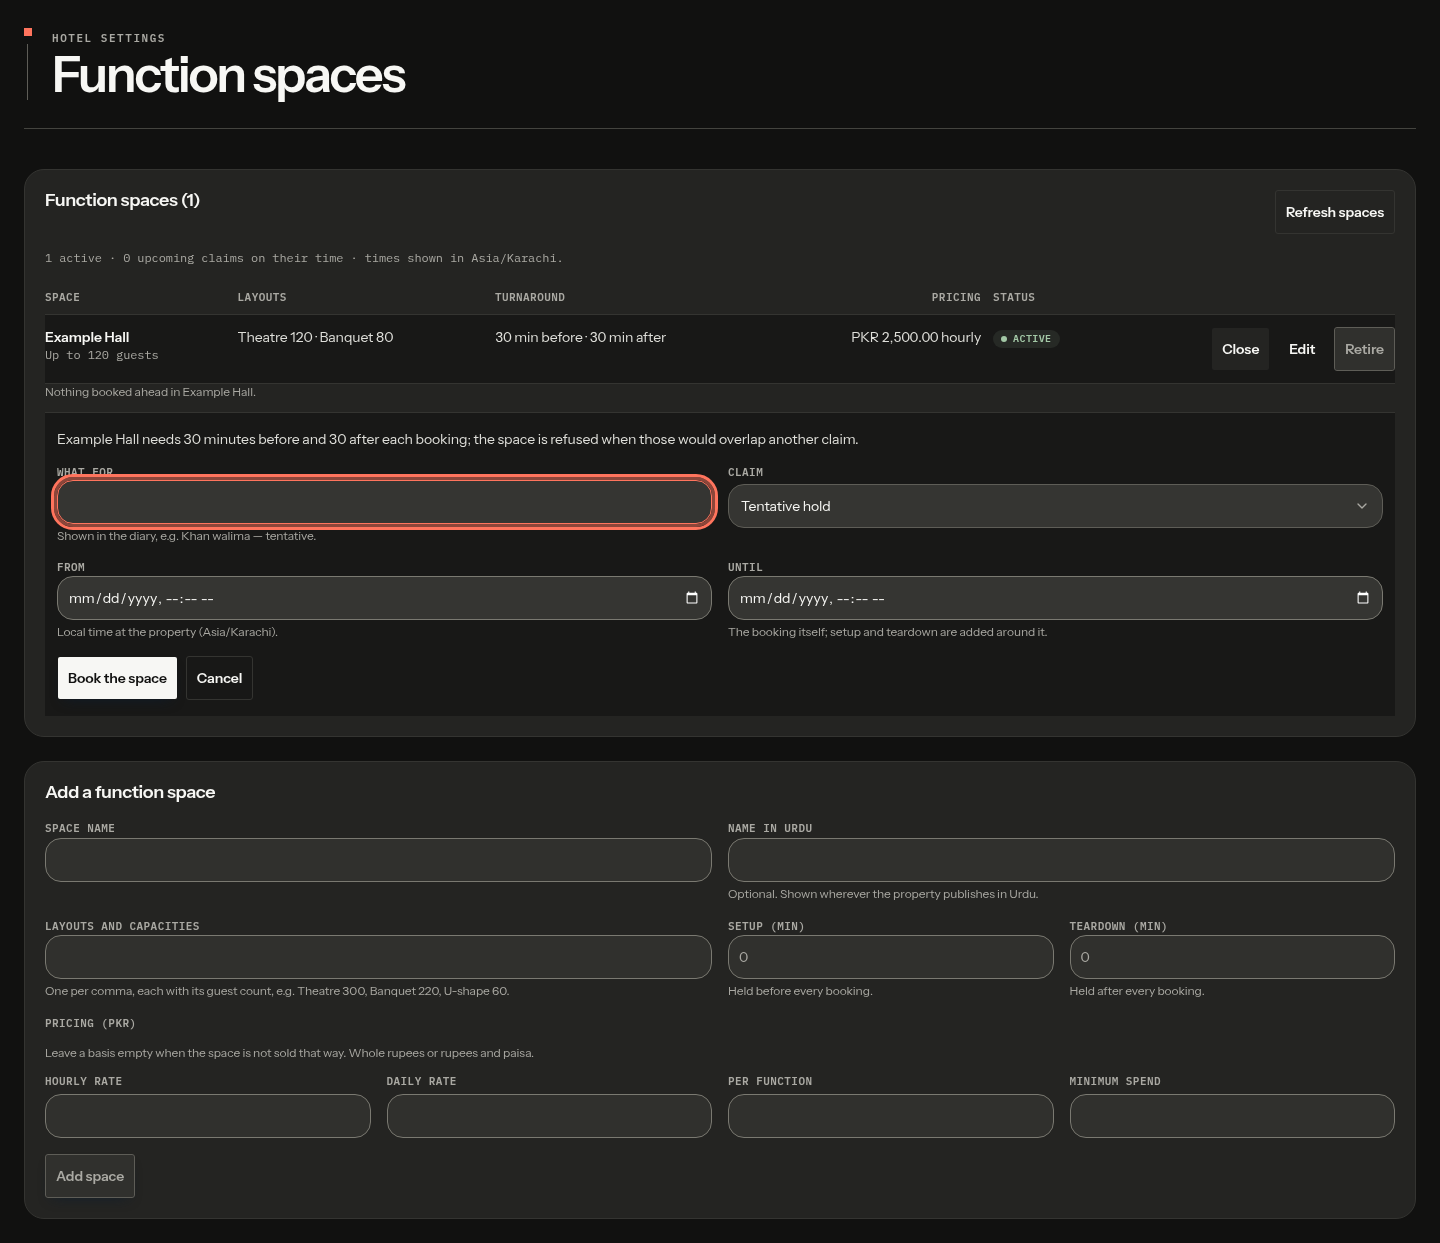 HOTEL SETTINGS
Function spaces
Function spaces (1)
Refresh spaces
1 active · 0 upcoming claims on their time · times shown in Asia/Karachi.
SPACE LAYOUTS TURNAROUND PRICING STATUS
Example Hall Theatre 120 · Banquet 80 30 min before · 30 min after PKR 2,500.00 hourly ACTIVE Close Edit Retire
Up to 120 guests
Nothing booked ahead in Example Hall.
Example Hall needs 30 minutes before and 30 after each booking; the space is refused when those would overlap another claim.
WHAT FOR CLAIM
Tentative hold
Shown in the diary, e.g. Khan walima — tentative.
FROM UNTIL
mm/dd/yyyy, --:-- -- mm/dd/yyyy, --:-- --
Local time at the property (Asia/Karachi). The booking itself; setup and teardown are added around it.
Book the space Cancel
Add a function space
SPACE NAME NAME IN URDU
Optional. Shown wherever the property publishes in Urdu.
LAYOUTS AND CAPACITIES SETUP (MIN) TEARDOWN (MIN)
0 0
One per comma, each with its guest count, e.g. Theatre 300, Banquet 220, U-shape 60. Held before every booking. Held after every booking.
PRICING (PKR)
Leave a basis empty when the space is not sold that way. Whole rupees or rupees and paisa.
HOURLY RATE DAILY RATE PER FUNCTION MINIMUM SPEND
Add space